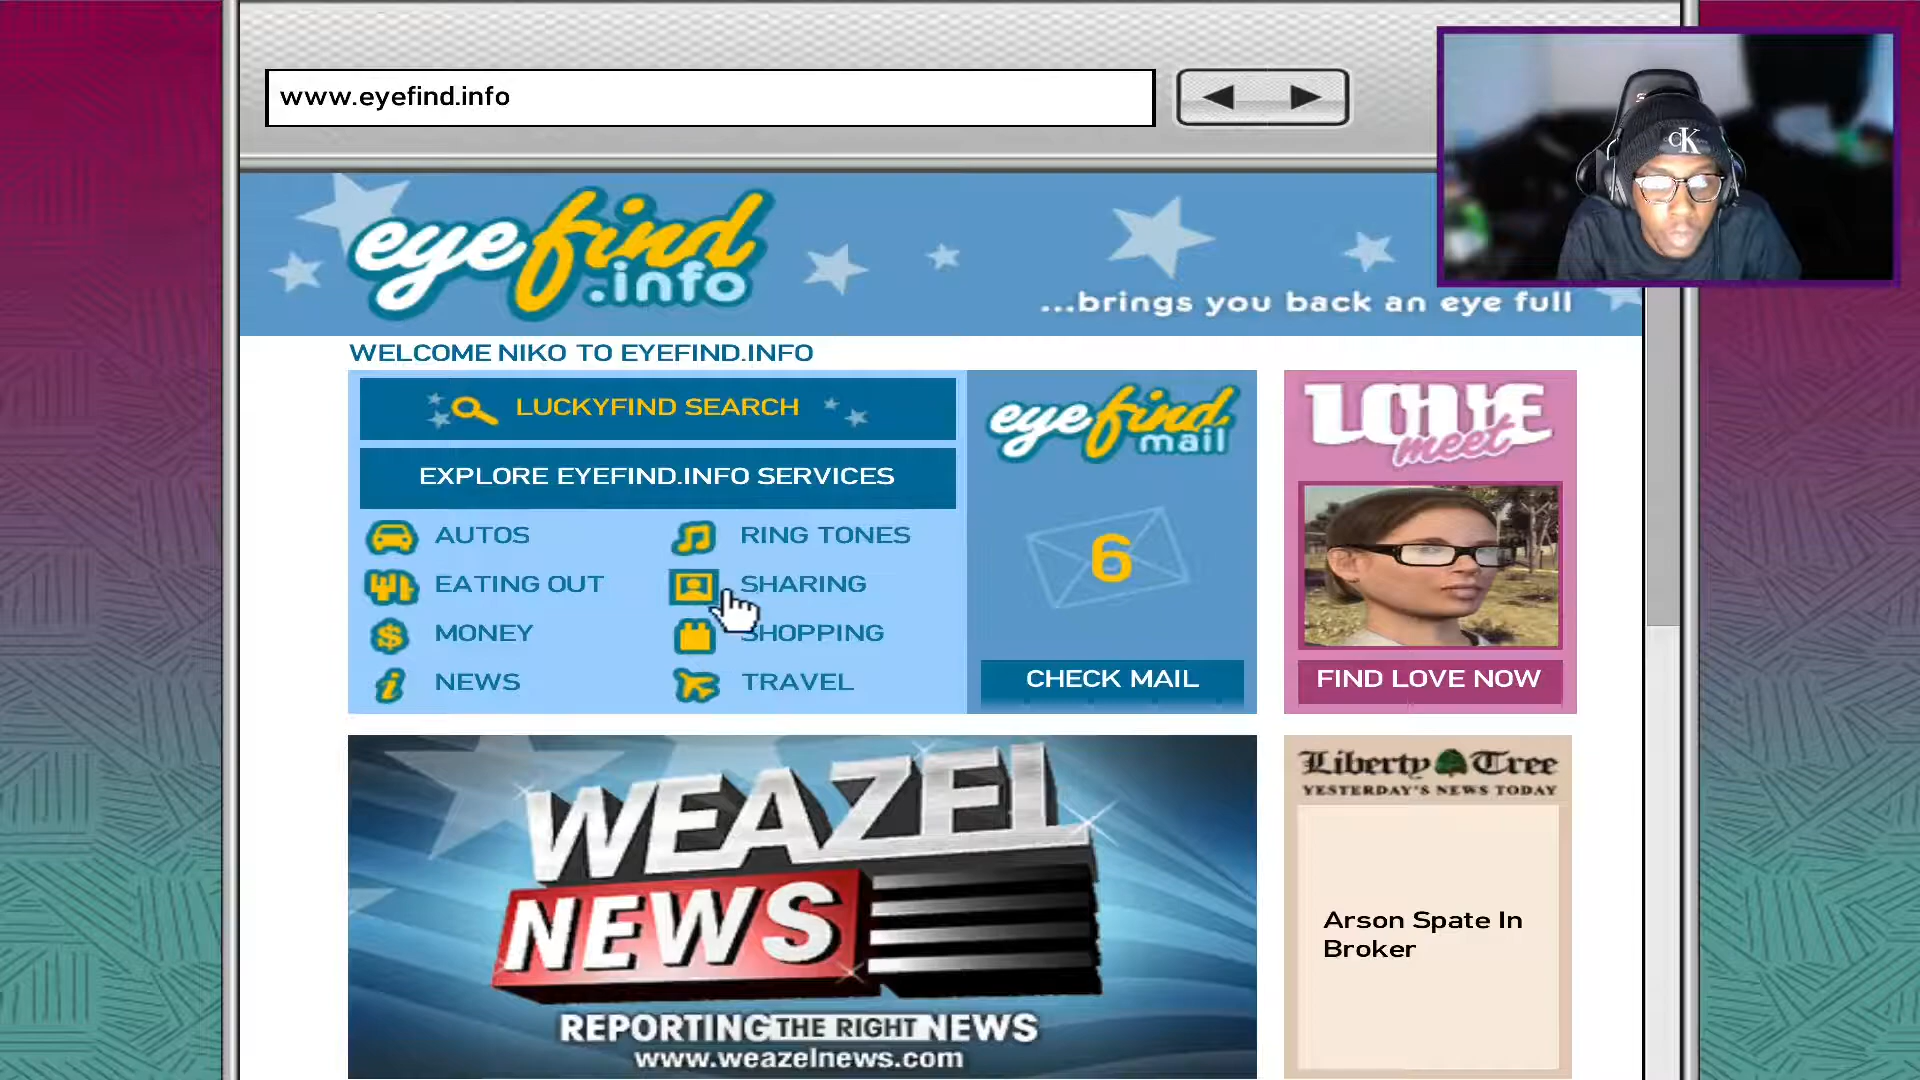 www.eyefind.info
CK
eyefind
.info
...brings you back an eye full
WELCOME NIKO TO EYEFIND.INFO
LUCKYFIND SEARCH
EXPLORE EYEFIND.INFO SERVICES
AUTOS
RING TONES
EATING OUT
SHARING
MONEY
SHOPPING
NEWS
TRAVEL
eyefind
mail
6
CHECK MAIL
LOVE
meet
FIND LOVE NOW
WEAZEL
NEWS
REPORTING THE RIGHT NEWS
www.weazelnews.com
Liberty Tree
YESTERDAY'S NEWS TODAY
Arson Spate In
Broker